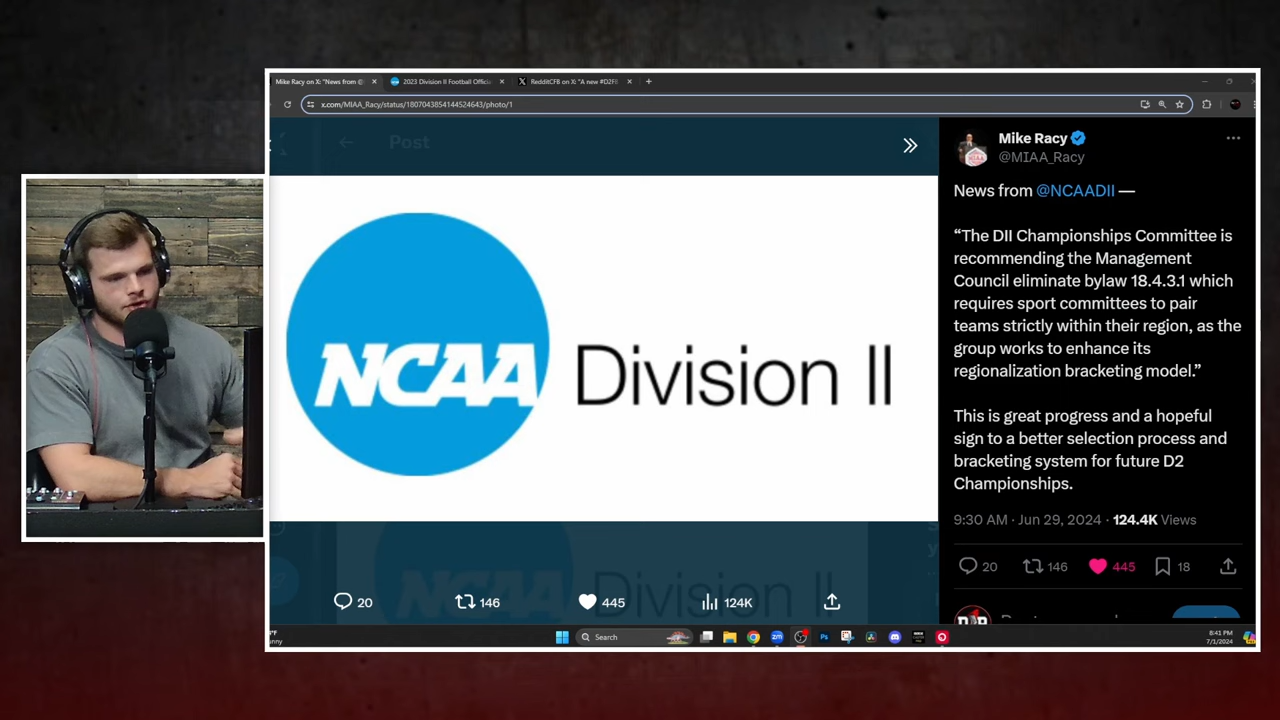 Mike Racy on X: "News from @
2023 Division II Football Officia
RedditCFB on X: "A new #D2F
x.com/MIAA_Racy/status/1807043854144524643/photo/1
Post
NCAA Division II
Mike Racy
@MIAA_Racy
News from @NCAADII —
“The DII Championships Committee is
recommending the Management
Council eliminate bylaw 18.4.3.1 which
requires sport committees to pair
teams strictly within their region, as the
group works to enhance its
regionalization bracketing model.”
This is great progress and a hopeful
sign to a better selection process and
bracketing system for future D2
Championships.
9:30 AM · Jun 29, 2024 · 124.4K Views
20 146 445 18
20 146 445 124K
Search
8:41 PM
7/1/2024